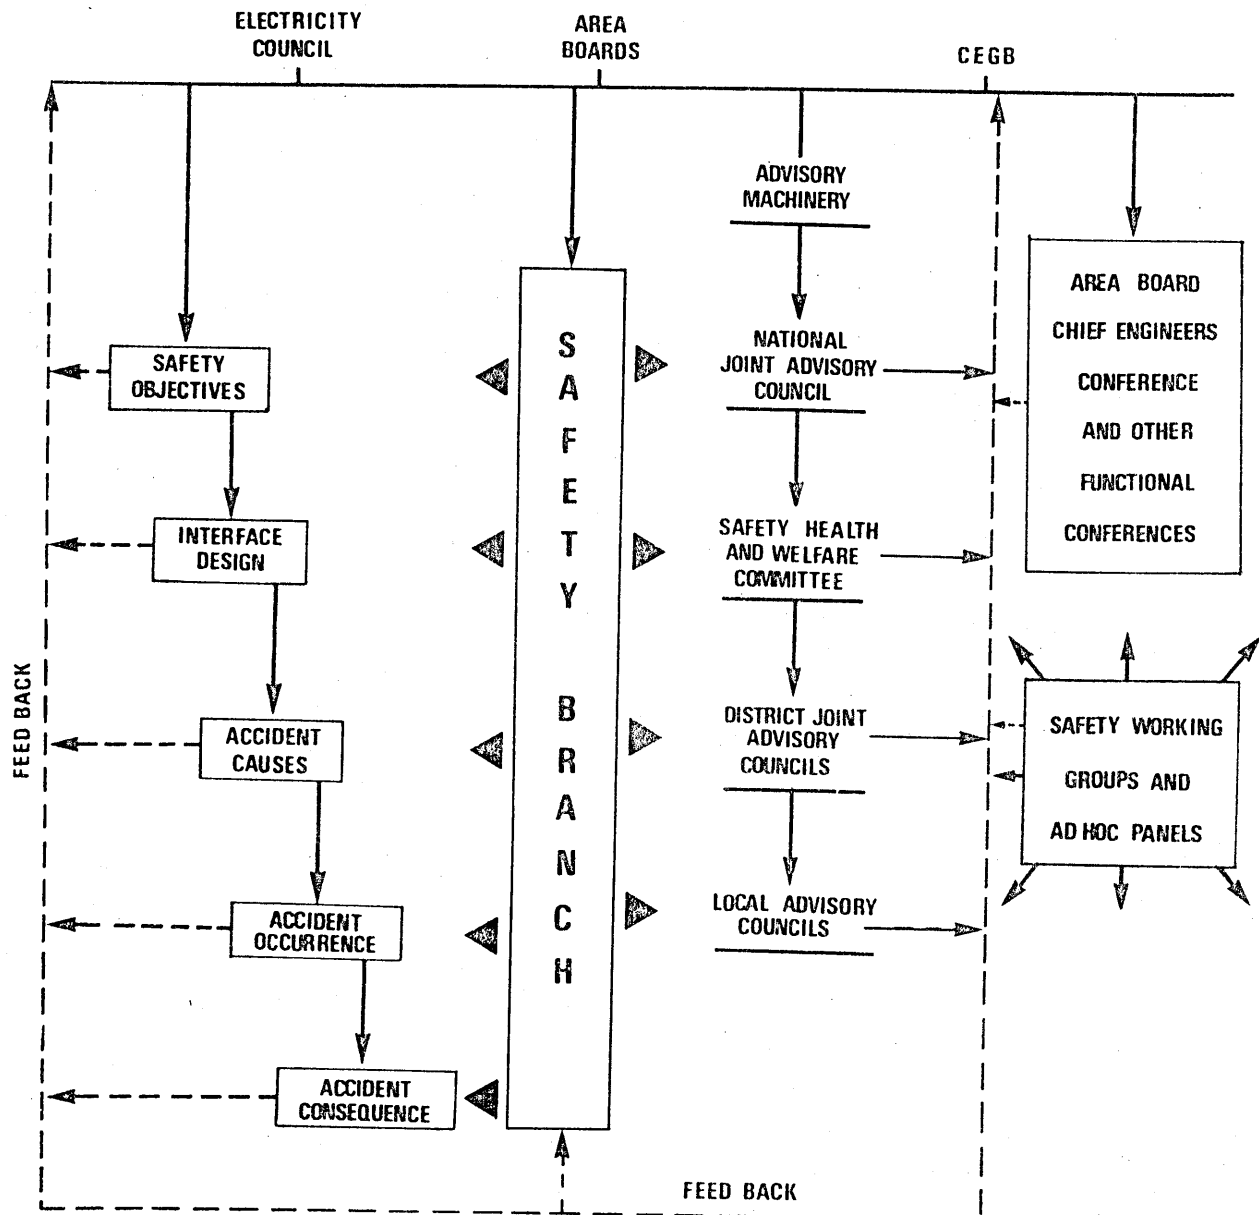 ELECTRICITY
COUNCIL
AREA
BOARDS
CEGB
ADVISORY
MACHINERY
AREA BOARD
CHIEF ENGINEERS
CONFERENCE
AND OTHER
FUNCTIONAL
CONFERENCES
SAFETY
OBJECTIVES
SAFETY BRANCH
NATIONAL
JOINT ADVISORY
COUNCIL
INTERFACE
DESIGN
SAFETY HEALTH
AND WELFARE
COMMITTEE
FEED BACK
ACCIDENT
CAUSES
DISTRICT JOINT
ADVISORY
COUNCILS
SAFETY WORKING
GROUPS AND
AD HOC PANELS
ACCIDENT
OCCURRENCE
LOCAL ADVISORY
COUNCILS
ACCIDENT
CONSEQUENCE
FEED BACK